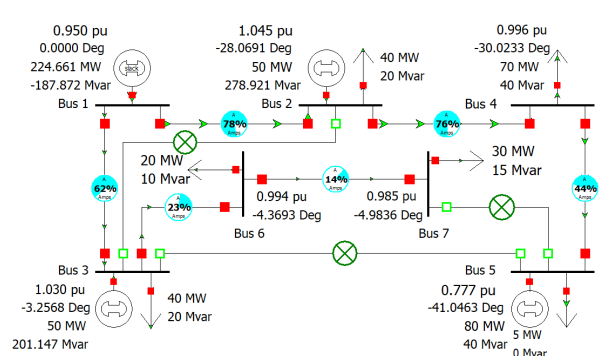 0.950 pu
0.0000 Deg
224.661 MW
-187.872 Mvar
slack
Bus 1
1.045 pu
-28.0691 Deg
50 MW
278.921 Mvar
Bus 2
40 MW
20 Mvar
0.996 pu
-30.0233 Deg
70 MW
40 Mvar
Bus 4
A
78%
Amps
A
76%
Amps
20 MW
10 Mvar
A
62%
Amps
A
23%
Amps
A
14%
Amps
30 MW
15 Mvar
A
44%
Amps
0.994 pu
-4.3693 Deg
Bus 6
0.985 pu
-4.9836 Deg
Bus 7
Bus 3
1.030 pu
-3.2568 Deg
50 MW
201.147 Mvar
40 MW
20 Mvar
Bus 5
0.777 pu
-41.0463 Deg
80 MW
40 Mvar
5 MW
0 Mvar